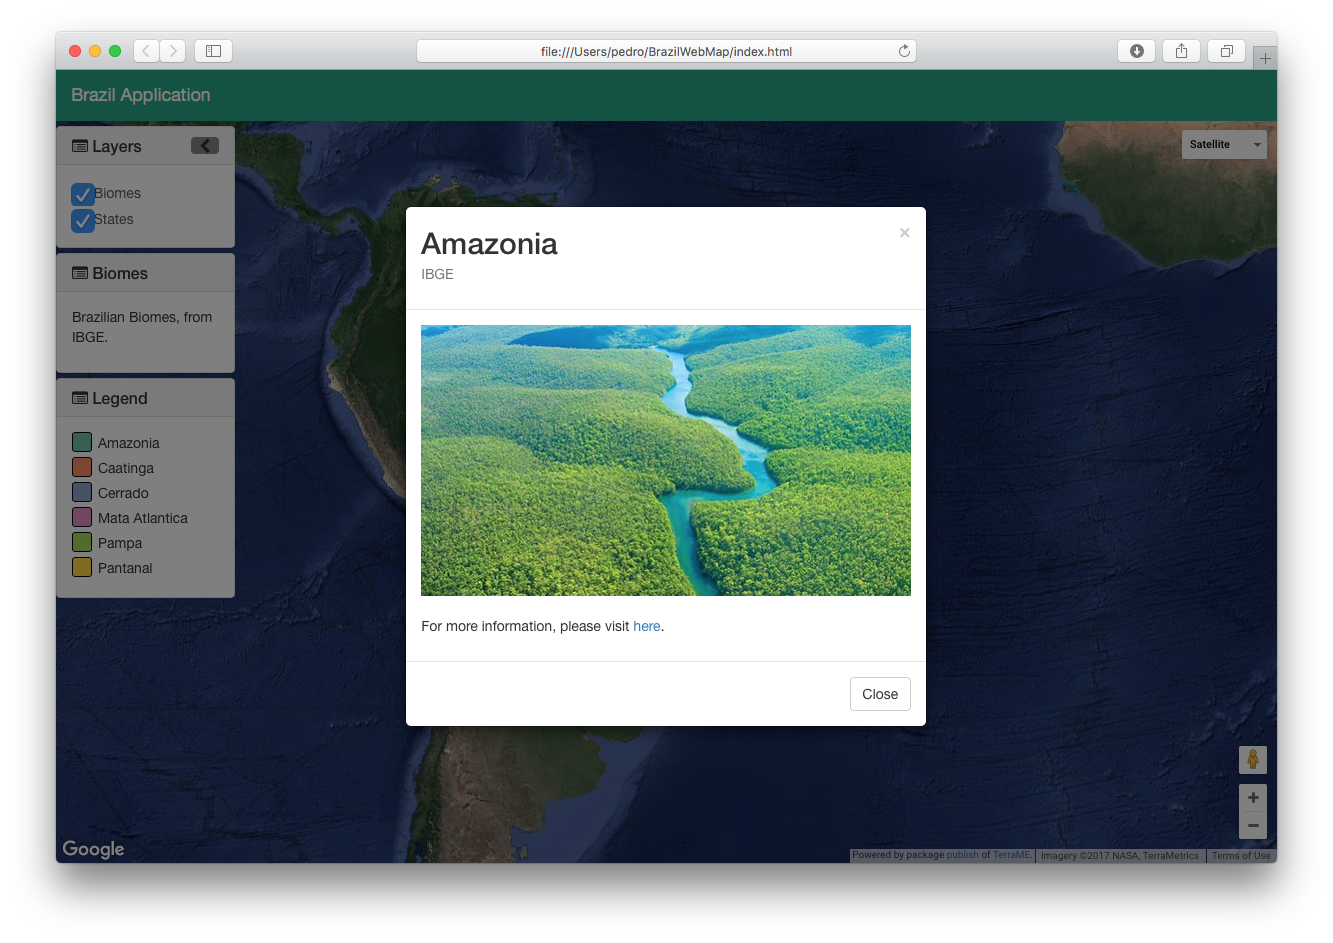 file:///Users/pedro/BrazilWebMap/index.html
Brazil Application
Layers
Biomes
States
Biomes
Brazilian Biomes, from
IBGE.
Legend
Amazonia
Caatinga
Cerrado
Mata Atlantica
Pampa
Pantanal
Satellite
Amazonia
×
IBGE
For more information, please visit here.
Close
+
−
Google
Powered by package publish of TerraME. Imagery ©2017 NASA, TerraMetrics Terms of Use